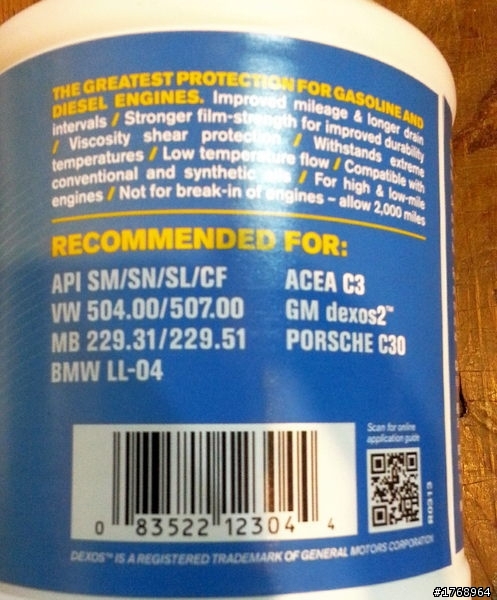 THE GREATEST PROTECTION FOR GASOLINE AND
DIESEL ENGINES. Improved mileage & longer drain
intervals / Stronger film-strength for improved durability
/ Viscosity shear protection / Withstands extreme
temperatures / Low temperature flow / Compatible with
conventional and synthetic oils / For high & low-mile
engines / Not for break-in of engines – allow 2,000 miles
RECOMMENDED FOR:
API SM/SN/SL/CF
VW 504.00/507.00
MB 229.31/229.51
BMW LL-04
ACEA C3
GM dexos2™
PORSCHE C30
Scan for online
application guide
R0313
0 83522 12304 4
DEXOS™ IS A REGISTERED TRADEMARK OF GENERAL MOTORS CORPORATION
#1768964